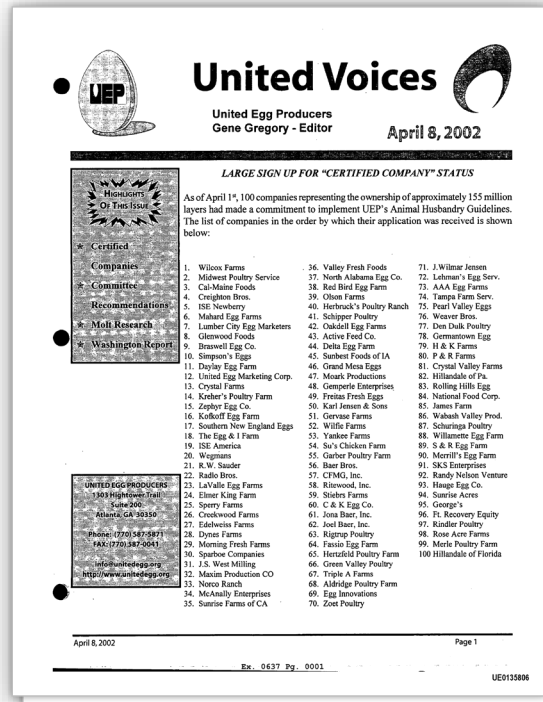 UEP
United Voices
United Egg Producers
Gene Gregory - Editor
April 8, 2002
HIGHLIGHTS
OF THIS ISSUE
★ Certified
Companies
★ Committee
Recommendations
★ Molt Research
★ Washington Report
UNITED EGG PRODUCERS
1303 Hightower Trail
Suite 200
Atlanta, GA 30350
Phone: (770) 587-5871
FAX: (770) 587-0041
info@unitedegg.org
http://www.unitedegg.org
LARGE SIGN UP FOR "CERTIFIED COMPANY" STATUS
As of April 1st, 100 companies representing the ownership of approximately 155 million
layers had made a commitment to implement UEP's Animal Husbandry Guidelines.
The list of companies in the order by which their application was received is shown
below:
1. Wilcox Farms
2. Midwest Poultry Service
3. Cal-Maine Foods
4. Creighton Bros.
5. ISE Newberry
6. Mahard Egg Farms
7. Lumber City Egg Marketers
8. Glenwood Foods
9. Braswell Egg Co.
10. Simpson's Eggs
11. Daylay Egg Farm
12. United Egg Marketing Corp.
13. Crystal Farms
14. Kreher's Poultry Farm
15. Zephyr Egg Co.
16. Kofkoff Egg Farm
17. Southern New England Eggs
18. The Egg & I Farm
19. ISE America
20. Wegmans
21. R.W. Sauder
22. Radlo Bros.
23. LaValle Egg Farms
24. Elmer King Farm
25. Sperry Farms
26. Creekwood Farms
27. Edelweiss Farms
28. Dynes Farms
29. Morning Fresh Farms
30. Sparboe Companies
31. J.S. West Milling
32. Maxim Production CO
33. Norco Ranch
34. McAnally Enterprises
35. Sunrise Farms of CA
36. Valley Fresh Foods
37. North Alabama Egg Co.
38. Red Bird Egg Farm
39. Olson Farms
40. Herbruck's Poultry Ranch
41. Schipper Poultry
42. Oakdell Egg Farms
43. Active Feed Co.
44. Delta Egg Farm
45. Sunbest Foods of IA
46. Grand Mesa Eggs
47. Moark Productions
48. Gemperle Enterprises
49. Freitas Fresh Eggs
50. Karl Jensen & Sons
51. Gervase Farms
52. Wilfie Farms
53. Yankee Farms
54. Su's Chicken Farm
55. Garber Poultry Farm
56. Baer Bros.
57. CFMG, Inc.
58. Ritewood, Inc.
59. Stiebrs Farms
60. C & K Egg Co.
61. Jona Baer, Inc.
62. Joel Baer, Inc.
63. Rigtrup Poultry
64. Fassio Egg Farm
65. Hertzfeld Poultry Farm
66. Green Valley Poultry
67. Triple A Farms
68. Aldridge Poultry Farm
69. Egg Innovations
70. Zoet Poultry
71. J.Wilmar Jensen
72. Lehman's Egg Serv.
73. AAA Egg Farms
74. Tampa Farm Serv.
75. Pearl Valley Eggs
76. Weaver Bros.
77. Den Dulk Poultry
78. Germantown Egg
79. H & K Farms
80. P & R Farms
81. Crystal Valley Farms
82. Hillandale of Pa.
83. Rolling Hills Egg
84. National Food Corp.
85. James Farm
86. Wabash Valley Prod.
87. Schuringa Poultry
88. Willamette Egg Farm
89. S & R Egg Farm
90. Merrill's Egg Farm
91. SKS Enterprises
92. Randy Nelson Venture
93. Hauge Egg Co.
94. Sunrise Acres
95. George's
96. Ft. Recovery Equity
97. Rindler Poultry
98. Rose Acre Farms
99. Merle Poultry Farm
100 Hillandale of Florida
April 8, 2002
Page 1
Ex. 0637 Pg. 0001
UE0135806